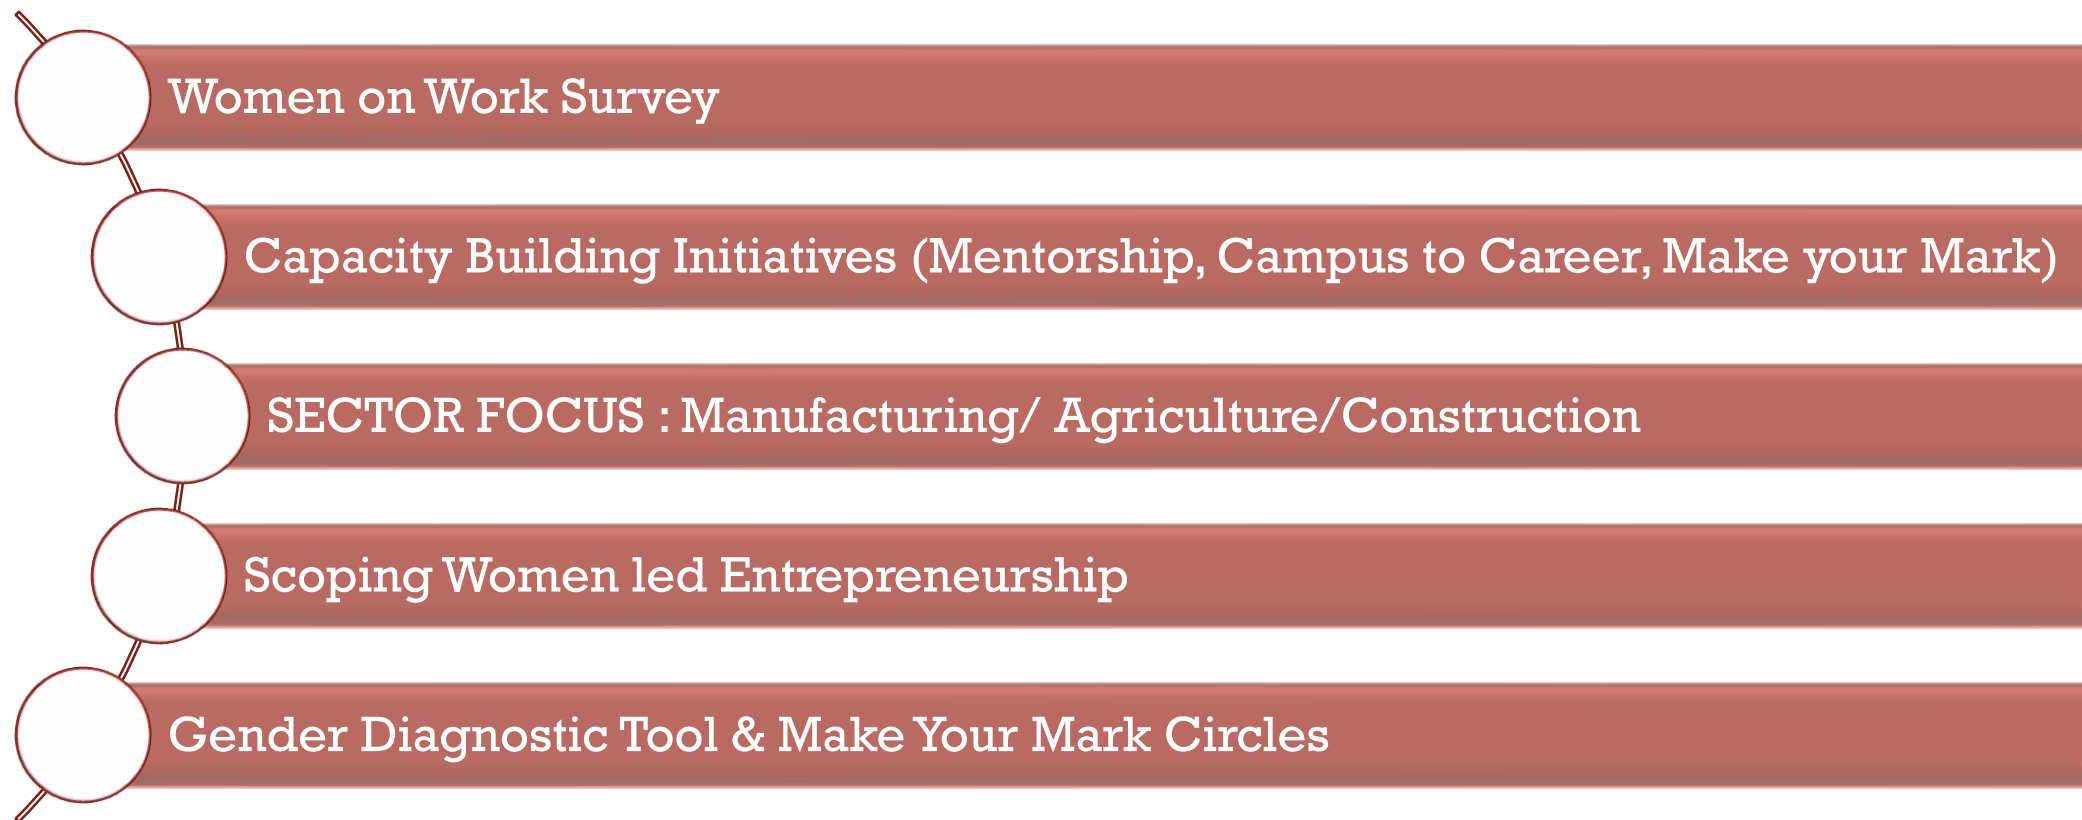 Women on Work Survey
Capacity Building Initiatives (Mentorship, Campus to Career, Make your Mark)
SECTOR FOCUS : Manufacturing/ Agriculture/Construction
Scoping Women led Entrepreneurship
Gender Diagnostic Tool & Make Your Mark Circles